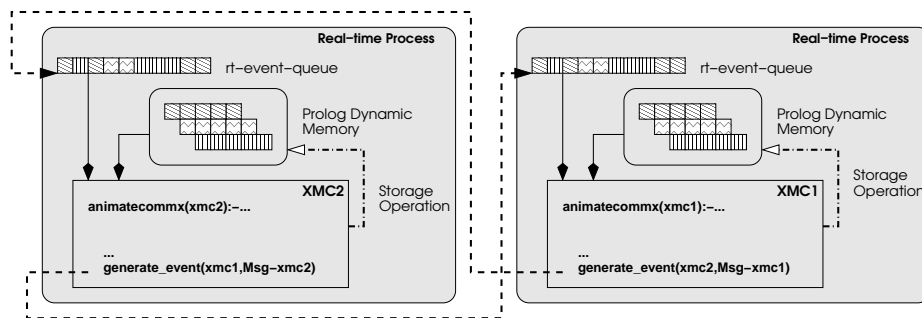 Real-time Process
rt-event-queue
Prolog Dynamic
Memory
XMC2
Storage
Operation
animatecommx(xmc2):-...
...
generate_event(xmc1,Msg-xmc2)
Real-time Process
rt-event-queue
Prolog Dynamic
Memory
XMC1
Storage
Operation
animatecommx(xmc1):-...
...
generate_event(xmc2,Msg-xmc1)